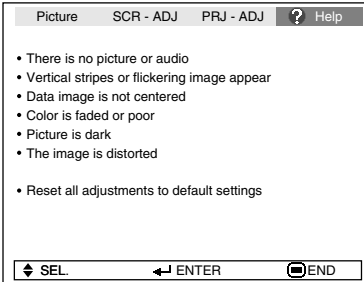 Picture SCR - ADJ PRJ - ADJ ? Help
• There is no picture or audio
• Vertical stripes or flickering image appear
• Data image is not centered
• Color is faded or poor
• Picture is dark
• The image is distorted
• Reset all adjustments to default settings
SEL. ENTER END